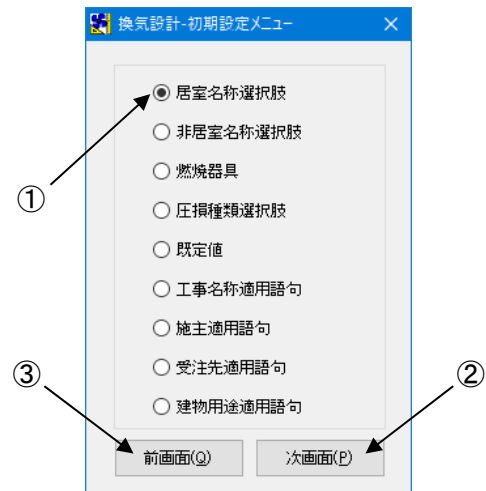 換気設計-初期設定メニュー
居室名称選択肢
非居室名称選択肢
燃焼器具
圧損種類選択肢
既定値
工事名称適用語句
施主適用語句
受注先適用語句
建物用途適用語句
前画面(Q) 次画面(P)
①
②
③